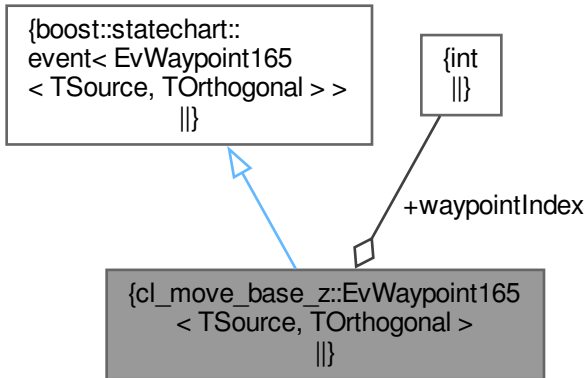 {boost::statechart::
event< EvWaypoint165
< TSource, TOrthogonal > >
||}
{int
||}
+waypointIndex
{cl_move_base_z::EvWaypoint165
< TSource, TOrthogonal >
||}